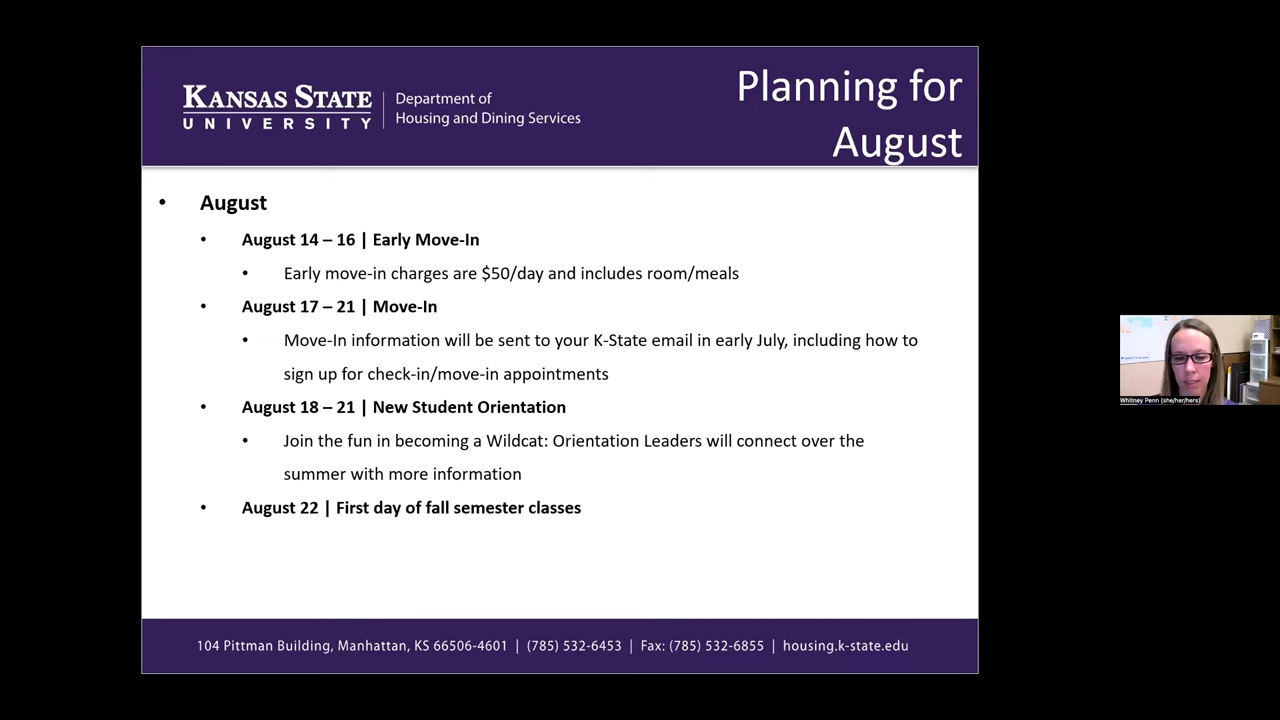 KANSAS STATE
UNIVERSITY
Department of
Housing and Dining Services
Planning for
August
• August
• August 14 – 16 | Early Move-In
• Early move-in charges are $50/day and includes room/meals
• August 17 – 21 | Move-In
• Move-In information will be sent to your K-State email in early July, including how to
sign up for check-in/move-in appointments
• August 18 – 21 | New Student Orientation
• Join the fun in becoming a Wildcat: Orientation Leaders will connect over the
summer with more information
• August 22 | First day of fall semester classes
Whitney Penn (she/her/hers)
104 Pittman Building, Manhattan, KS 66506-4601 | (785) 532-6453 | Fax: (785) 532-6855 | housing.k-state.edu